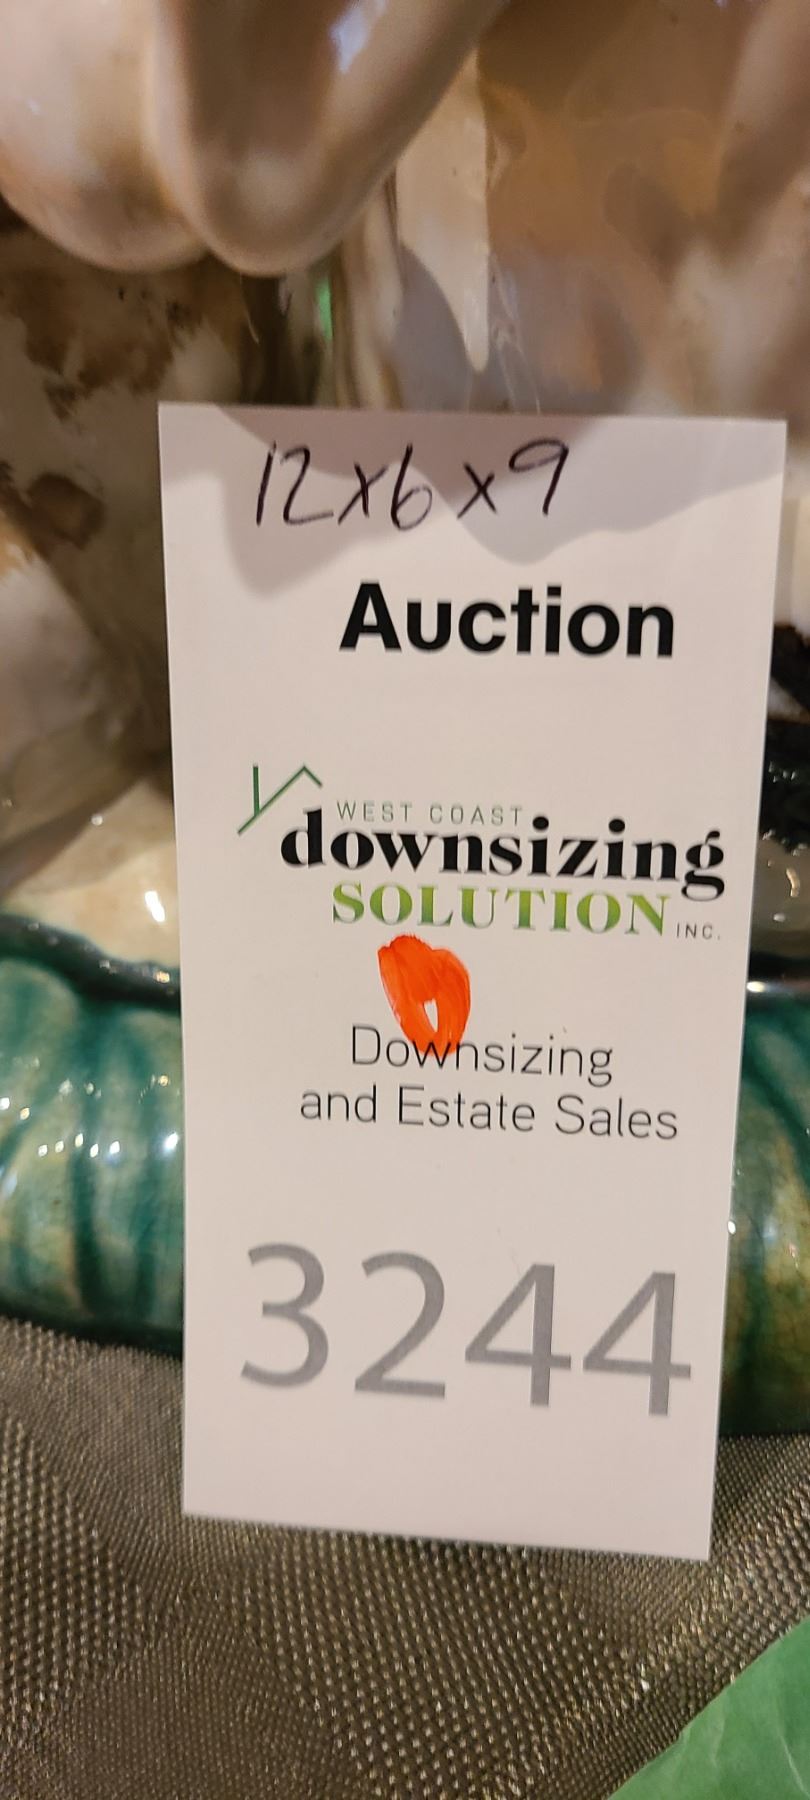 12x6x9
Auction
WEST COAST
downsizing
SOLUTION INC.
Downsizing
and Estate Sales
3244